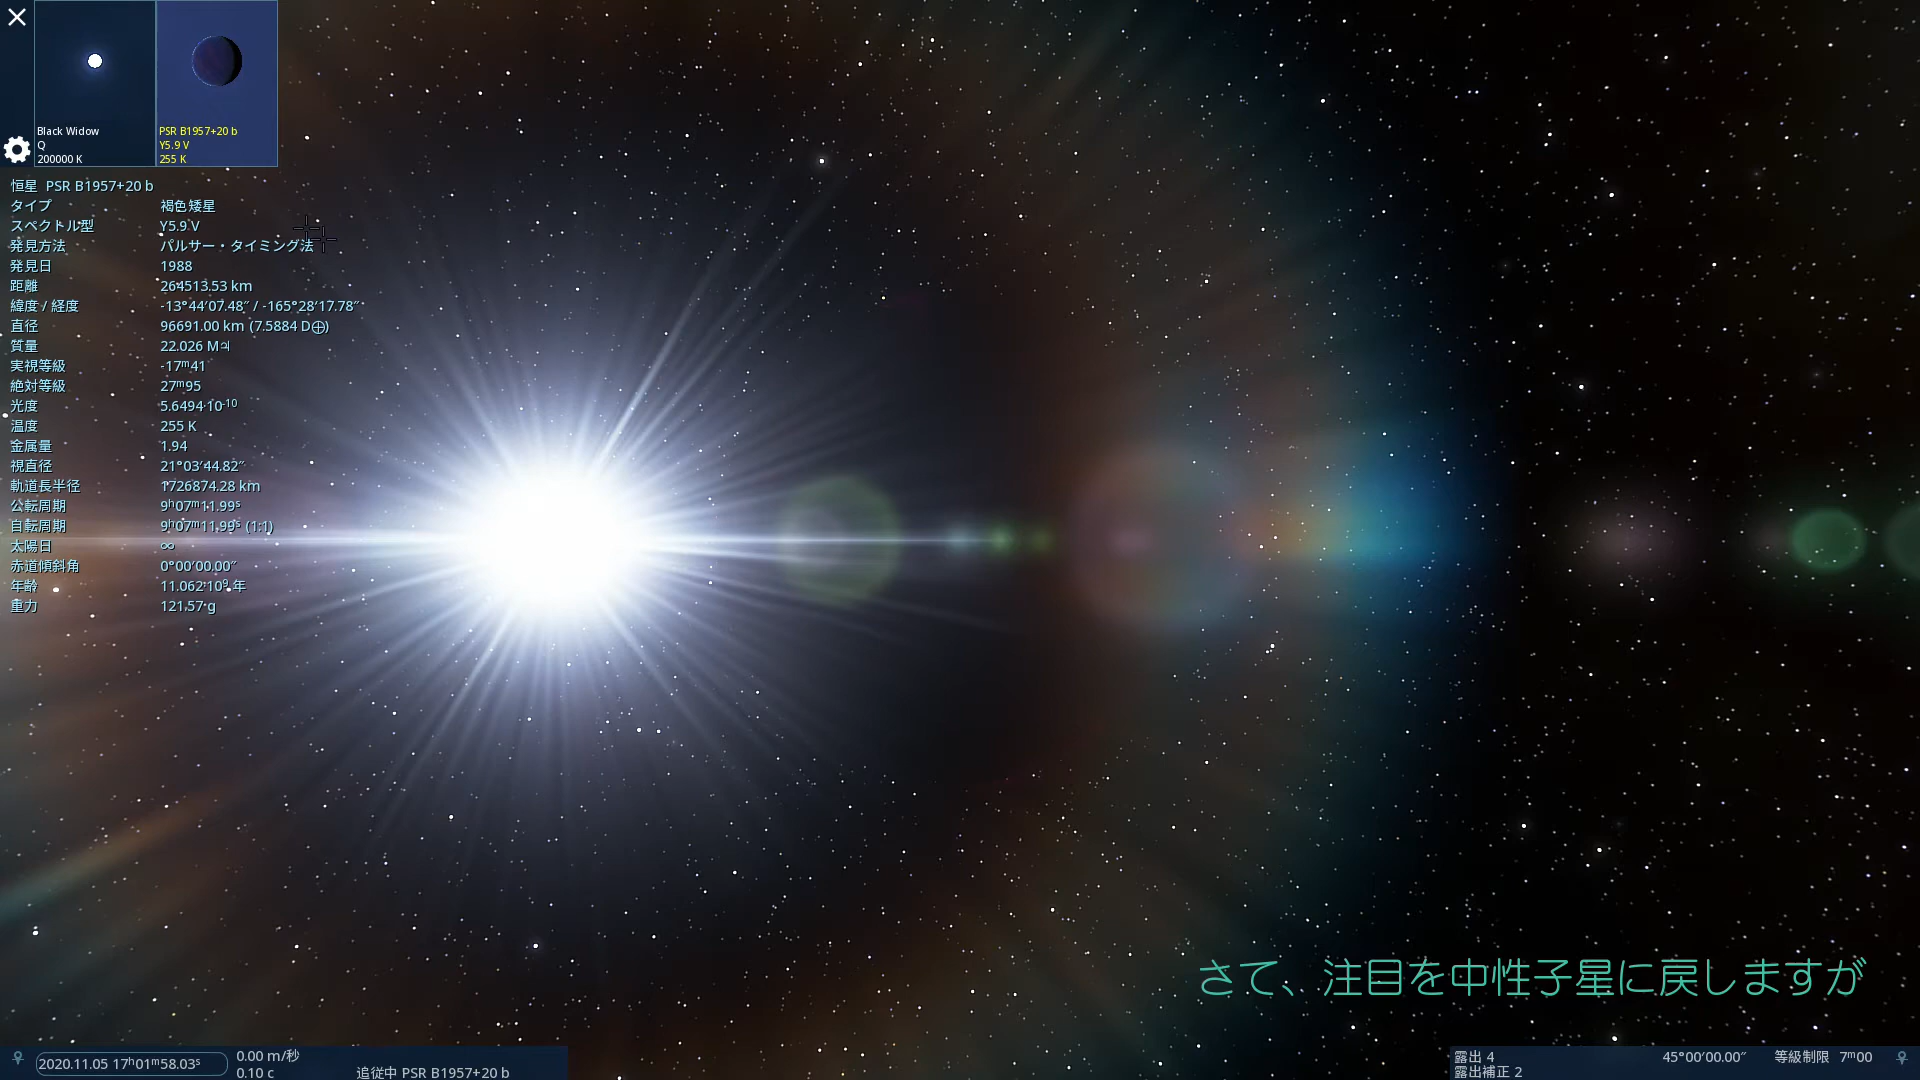 Black Widow
Q
200000 K
PSR B1957+20 b
Y5.9 V
255 K
恒星 PSR B1957+20 b
タイプ 褐色矮星
スペクトル型 Y5.9 V
発見方法 パルサー・タイミング法
発見日 1988
距離 264513.53 km
緯度 / 経度 -13°44′07.48″ / -165°28′17.78″
直径 96691.00 km (7.5884 D⊕)
質量 22.026 M♃
実視等級 -17ᵐ41
絶対等級 27ᵐ95
光度 5.6494·10⁻¹⁰
温度 255 K
金属量 1.94
視直径 21°03′44.82″
軌道長半径 1726874.28 km
公転周期 9ʰ07ᵐ11.99ˢ
自転周期 9ʰ07ᵐ11.99ˢ (1:1)
太陽日 ∞
赤道傾斜角 0°00′00.00″
年齢 11.062·10⁹ 年
重力 121.57 g
さて、注目を中性子星に戻しますが
2020.11.05 17ʰ01ᵐ58.03ˢ
0.00 m/秒
0.10 c
追従中 PSR B1957+20 b
露出 4
露出補正 2
45°00′00.00″
等級制限 7ᵐ00